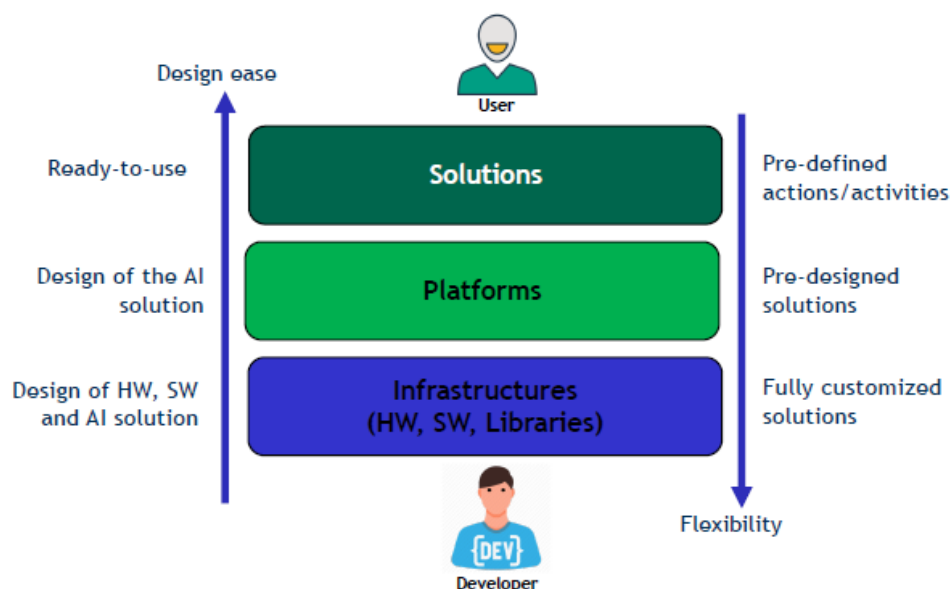 Design ease
User
Ready-to-use
Solutions
Pre-defined
actions/activities
Design of the AI
solution
Platforms
Pre-designed
solutions
Design of HW, SW
and AI solution
Infrastructures
(HW, SW, Libraries)
Fully customized
solutions
{DEV}
Developer
Flexibility